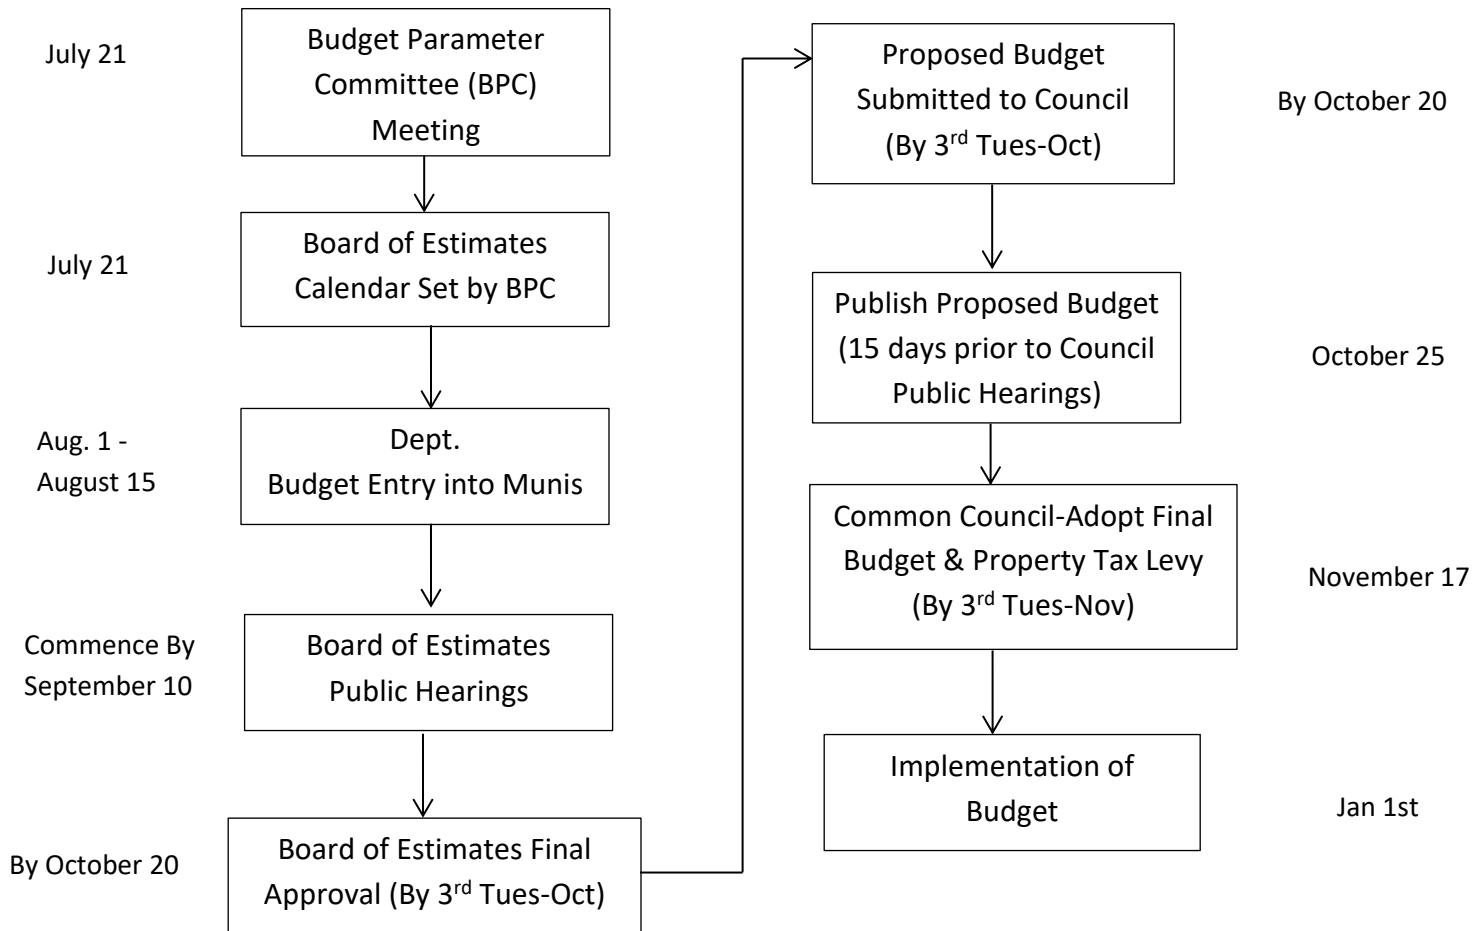 July 21
Budget Parameter
Committee (BPC)
Meeting
July 21
Board of Estimates
Calendar Set by BPC
Aug. 1 -
August 15
Dept.
Budget Entry into Munis
Commence By
September 10
Board of Estimates
Public Hearings
By October 20
Board of Estimates Final
Approval (By 3rd Tues-Oct)
Proposed Budget
Submitted to Council
(By 3rd Tues-Oct)
By October 20
Publish Proposed Budget
(15 days prior to Council
Public Hearings)
October 25
Common Council-Adopt Final
Budget & Property Tax Levy
(By 3rd Tues-Nov)
November 17
Implementation of
Budget
Jan 1st